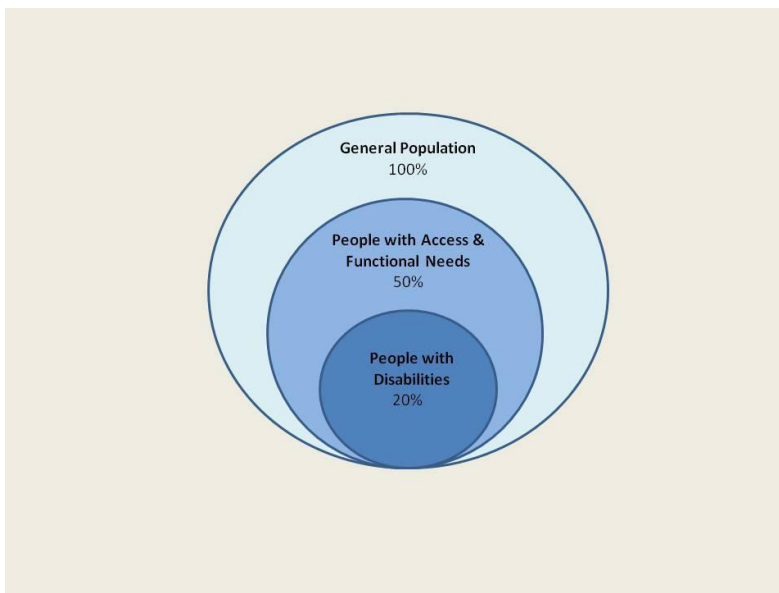 General Population
100%
People with Access &
Functional Needs
50%
People with
Disabilities
20%